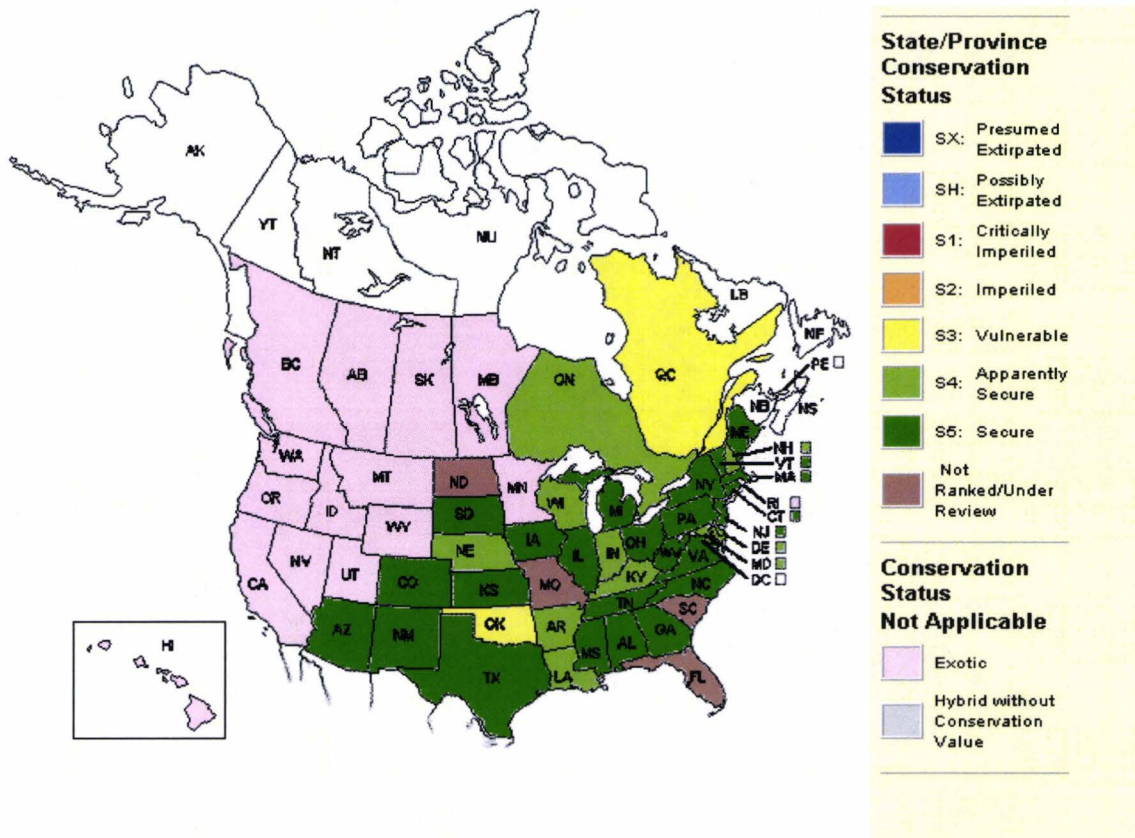 AK
YT
NT
NU
BC
AB
SK
MB
ON
QC
LB
NF
PE
NB
NS
ME
NH
VT
MA
RI
CT
NJ
DE
MD
DC
WA
MT
ND
MN
OR
ID
WY
SD
WI
MI
NY
PA
CA
NV
UT
CO
NE
IA
IL
IN
OH
WV
VA
KS
MO
KY
NC
TN
SC
AZ
NM
OK
AR
TX
LA
MS
AL
GA
FL
HI
State/Province
Conservation
Status
SX: Presumed
Extirpated
SH: Possibly
Extirpated
S1: Critically
Imperiled
S2: Imperiled
S3: Vulnerable
S4: Apparently
Secure
S5: Secure
Not
Ranked/Under
Review
Conservation
Status
Not Applicable
Exotic
Hybrid without
Conservation
Value